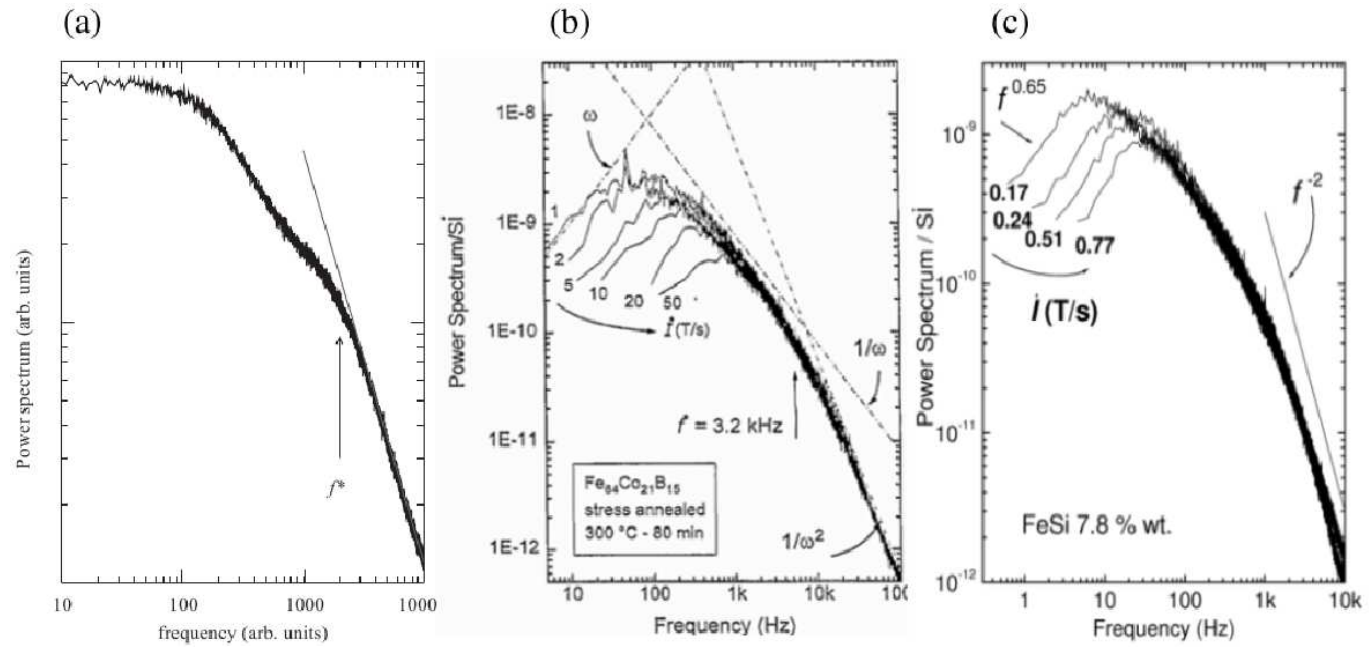 (a)
Power spectrum (arb. units)
f*
10 100 1000 1000
frequency (arb. units)
(b)
Power Spectrum/Si
1E-8
1E-9
1E-10
1E-11
1E-12
ω
1
2
5
10
20
50
İ (T/s)
1/ω
f = 3.2 kHz
Fe64Co21B15
stress annealed
300 °C - 80 min
1/ω²
10 100 1k 10k 100k
Frequency (Hz)
(c)
Power Spectrum / Si
10⁻⁹
10⁻¹⁰
10⁻¹¹
10⁻¹²
f 0.65
0.17
0.24
0.51
0.77
İ (T/s)
f -2
FeSi 7.8 % wt.
1 10 100 1k 10k
Frequency (Hz)